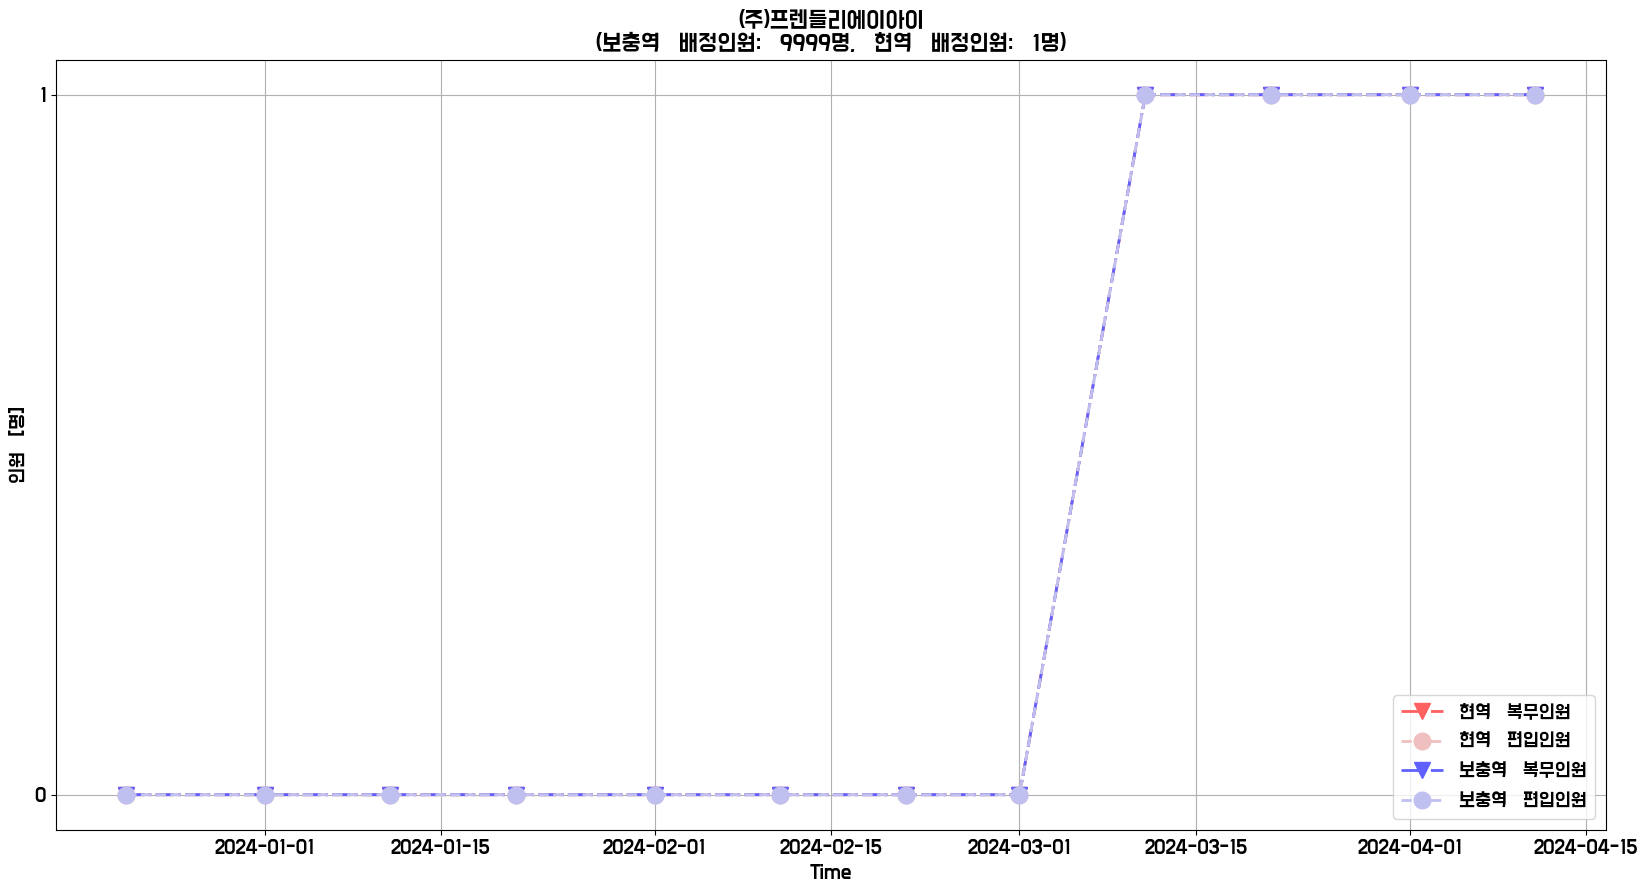 (주)프렌들리에이아이
(보충역 배정인원: 9999명, 현역 배정인원: 1명)
1
0
인원 [명]
2024-01-01 2024-01-15 2024-02-01 2024-02-15 2024-03-01 2024-03-15 2024-04-01 2024-04-15
Time
현역 복무인원
현역 편입인원
보충역 복무인원
보충역 편입인원